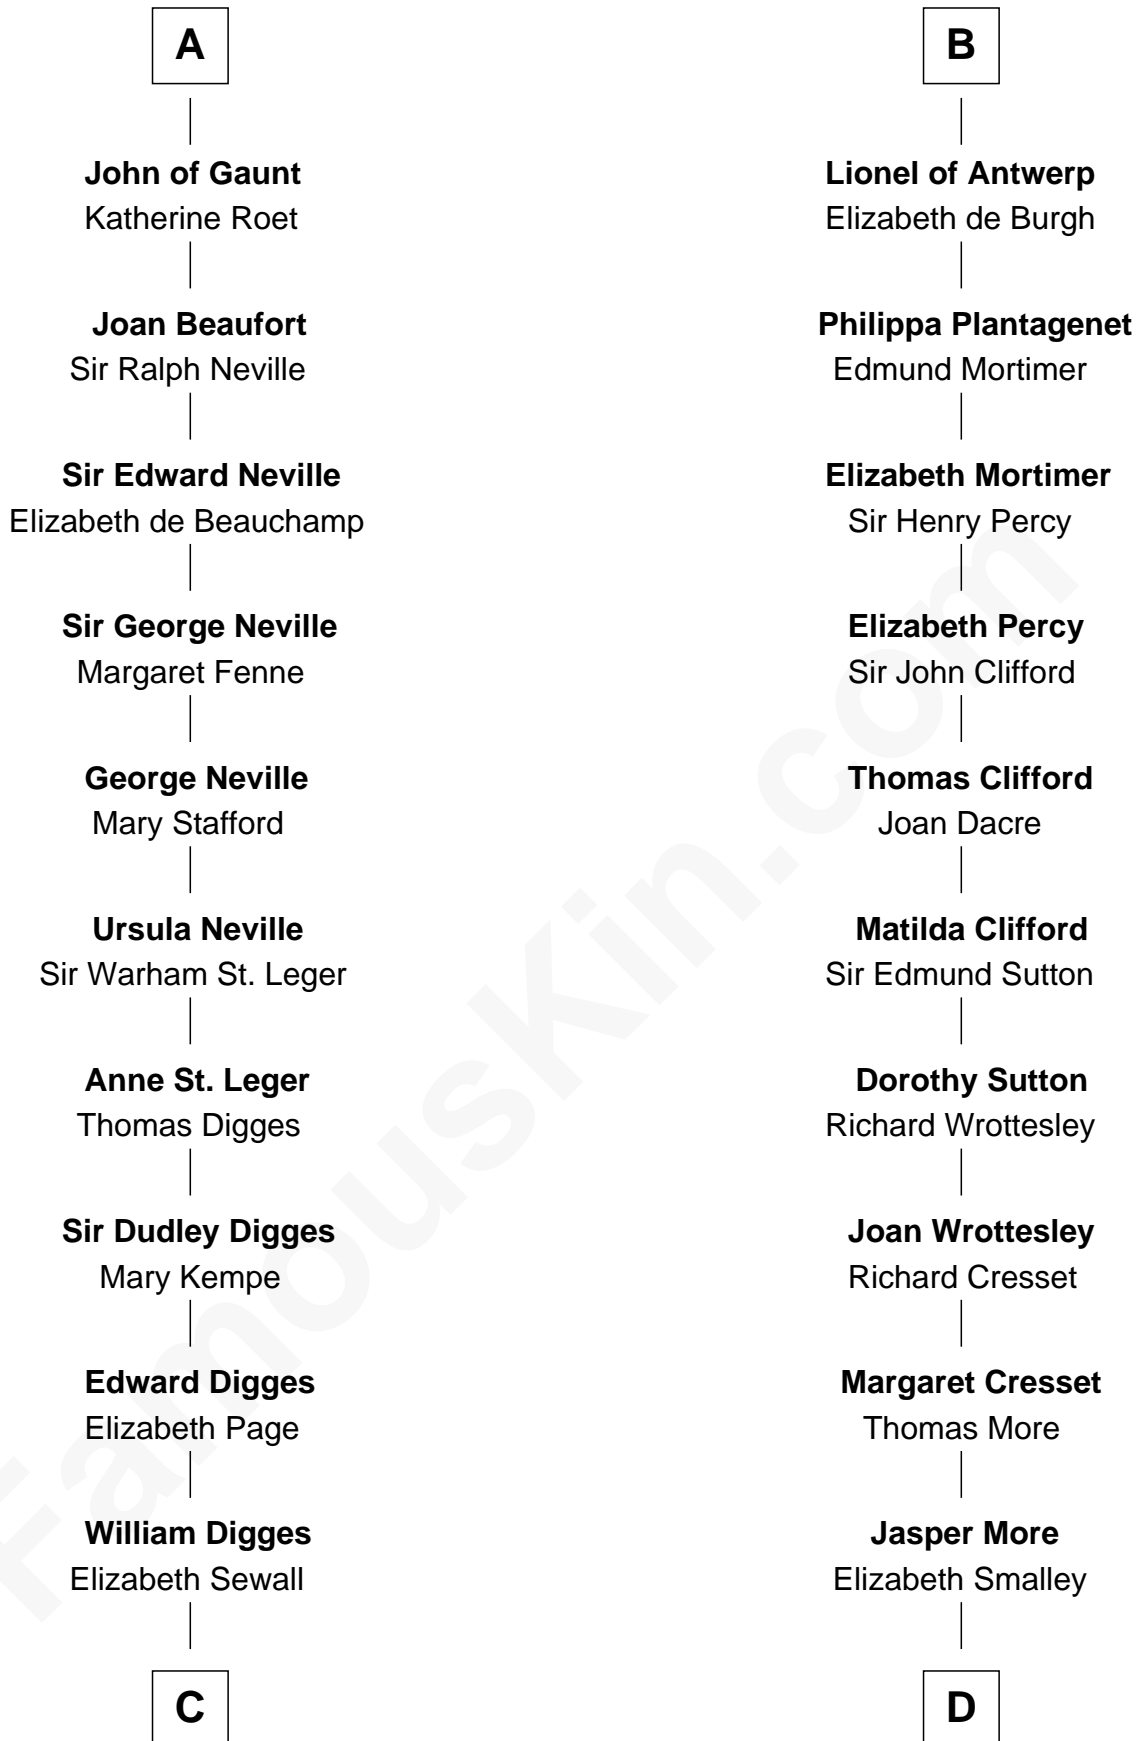 A
John of Gaunt
Katherine Roet
Joan Beaufort
Sir Ralph Neville
Sir Edward Neville
Elizabeth de Beauchamp
Sir George Neville
Margaret Fenne
George Neville
Mary Stafford
Ursula Neville
Sir Warham St. Leger
Anne St. Leger
Thomas Digges
Sir Dudley Digges
Mary Kempe
Edward Digges
Elizabeth Page
William Digges
Elizabeth Sewall
C
B
Lionel of Antwerp
Elizabeth de Burgh
Philippa Plantagenet
Edmund Mortimer
Elizabeth Mortimer
Sir Henry Percy
Elizabeth Percy
Sir John Clifford
Thomas Clifford
Joan Dacre
Matilda Clifford
Sir Edmund Sutton
Dorothy Sutton
Richard Wrottesley
Joan Wrottesley
Richard Cresset
Margaret Cresset
Thomas More
Jasper More
Elizabeth Smalley
D
FamousKin.com